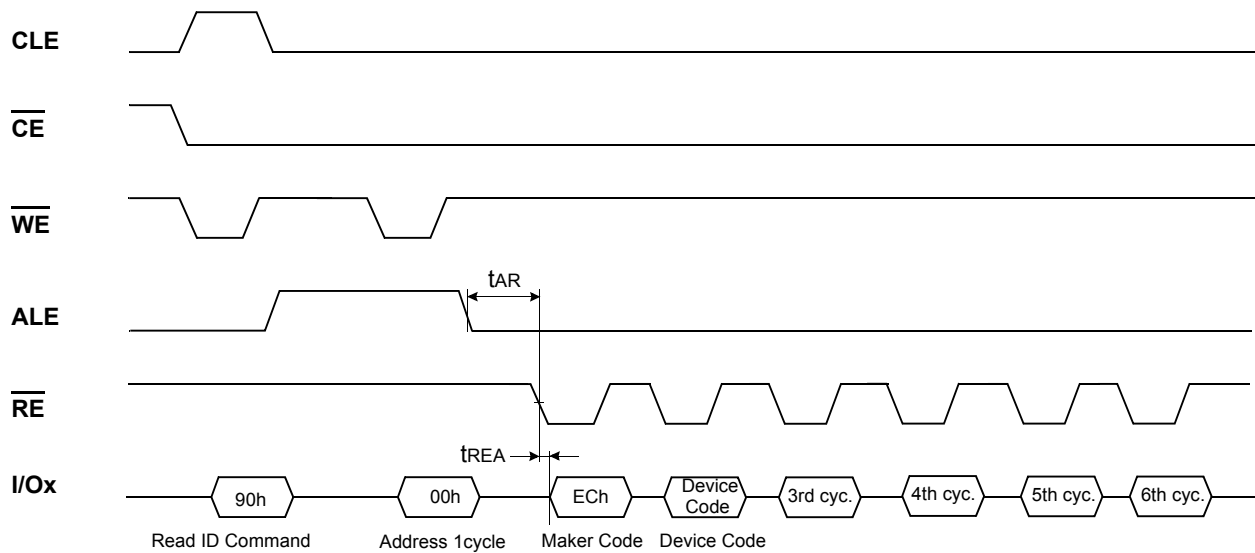 CLE
CE
WE
tAR
ALE
RE
tREA
I/Ox
90h
00h
ECh
Device
Code
3rd cyc.
4th cyc.
5th cyc.
6th cyc.
Read ID Command
Address 1cycle
Maker Code
Device Code